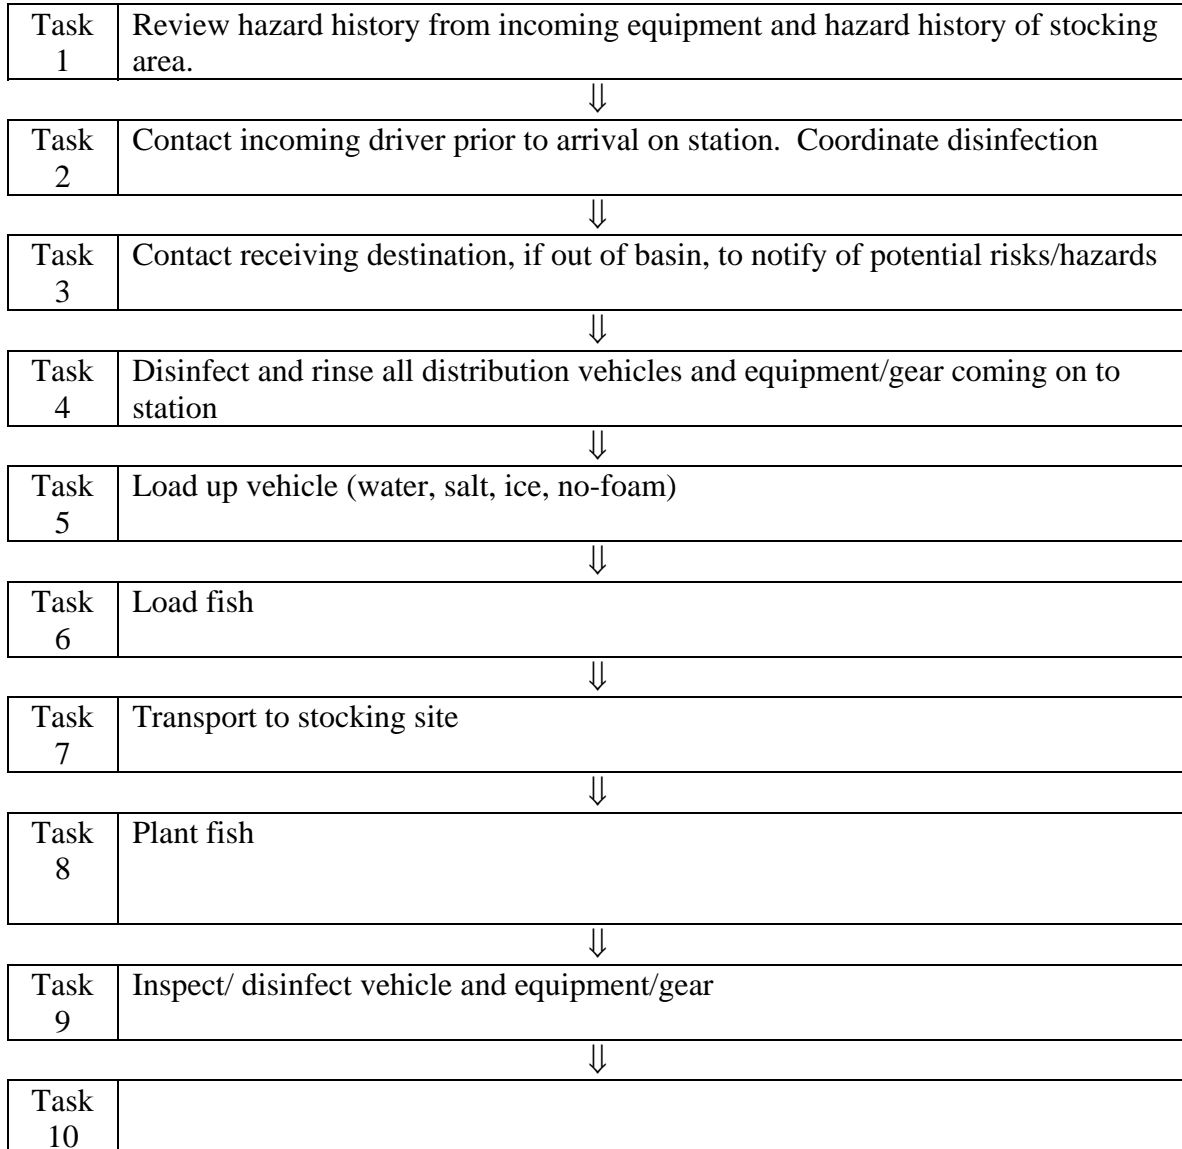 Task Review hazard history from incoming equipment and hazard history of stocking
1 area.
⇓
Task Contact incoming driver prior to arrival on station.  Coordinate disinfection
2
⇓
Task Contact receiving destination, if out of basin, to notify of potential risks/hazards
3
⇓
Task Disinfect and rinse all distribution vehicles and equipment/gear coming on to
4 station
⇓
Task Load up vehicle (water, salt, ice, no-foam)
5
⇓
Task Load fish
6
⇓
Task Transport to stocking site
7
⇓
Task Plant fish
8
⇓
Task Inspect/ disinfect vehicle and equipment/gear
9
⇓
Task
10